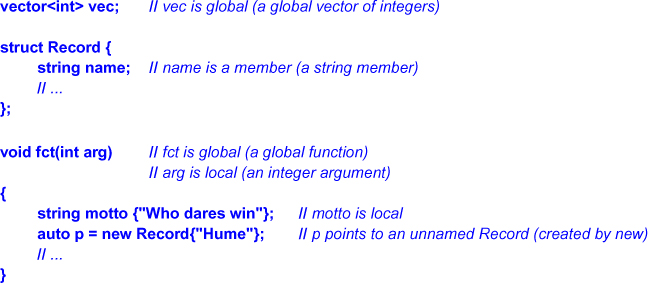 vector<int> vec; // vec is global (a global vector of integers)
struct Record {
string name; // name is a member (a string member)
// ...
};
void fct(int arg) // fct is global (a global function)
// arg is local (an integer argument)
{
string motto {"Who dares win"}; // motto is local
auto p = new Record{"Hume"}; // p points to an unnamed Record (created by new)
// ...
}